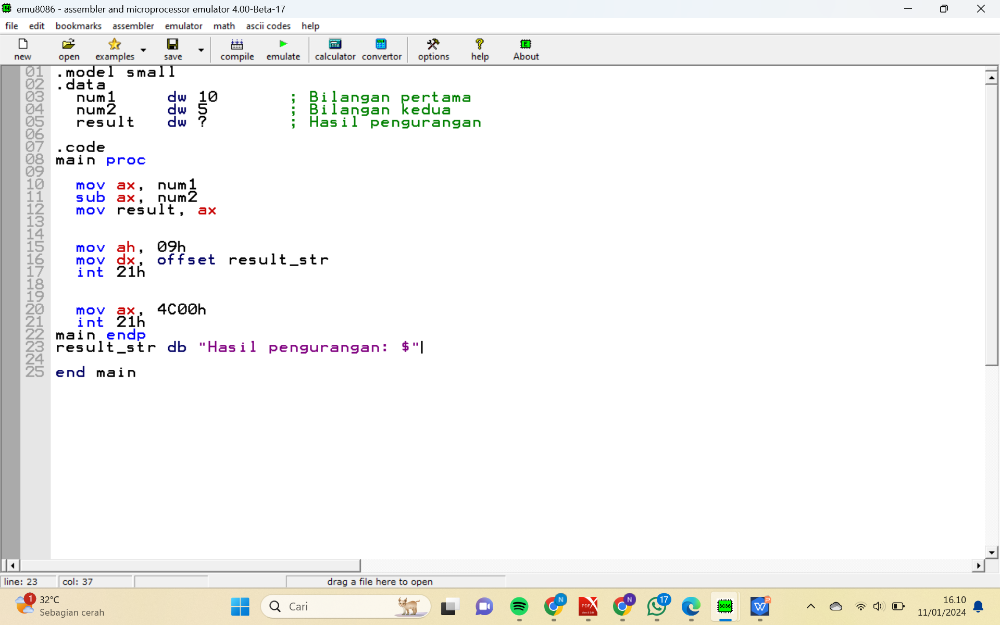 emu8086 - assembler and microprocessor emulator 4.00-Beta-17
file edit bookmarks assembler emulator math ascii codes help
new open examples save compile emulate calculator convertor options help About
01 .model small
02 .data
03 num1 dw 10 ; Bilangan pertama
04 num2 dw 5 ; Bilangan kedua
05 result dw ? ; Hasil pengurangan
06
07 .code
08 main proc
09
10 mov ax, num1
11 sub ax, num2
12 mov result, ax
13
14
15 mov ah, 09h
16 mov dx, offset result_str
17 int 21h
18
19
20 mov ax, 4C00h
21 int 21h
22 main endp
23 result_str db "Hasil pengurangan: $"
24
25 end main
line: 23 col: 37 drag a file here to open
1 32°C
Sebagian cerah
Cari
N
PDF
N
17
8086
W
P
16.10
11/01/2024